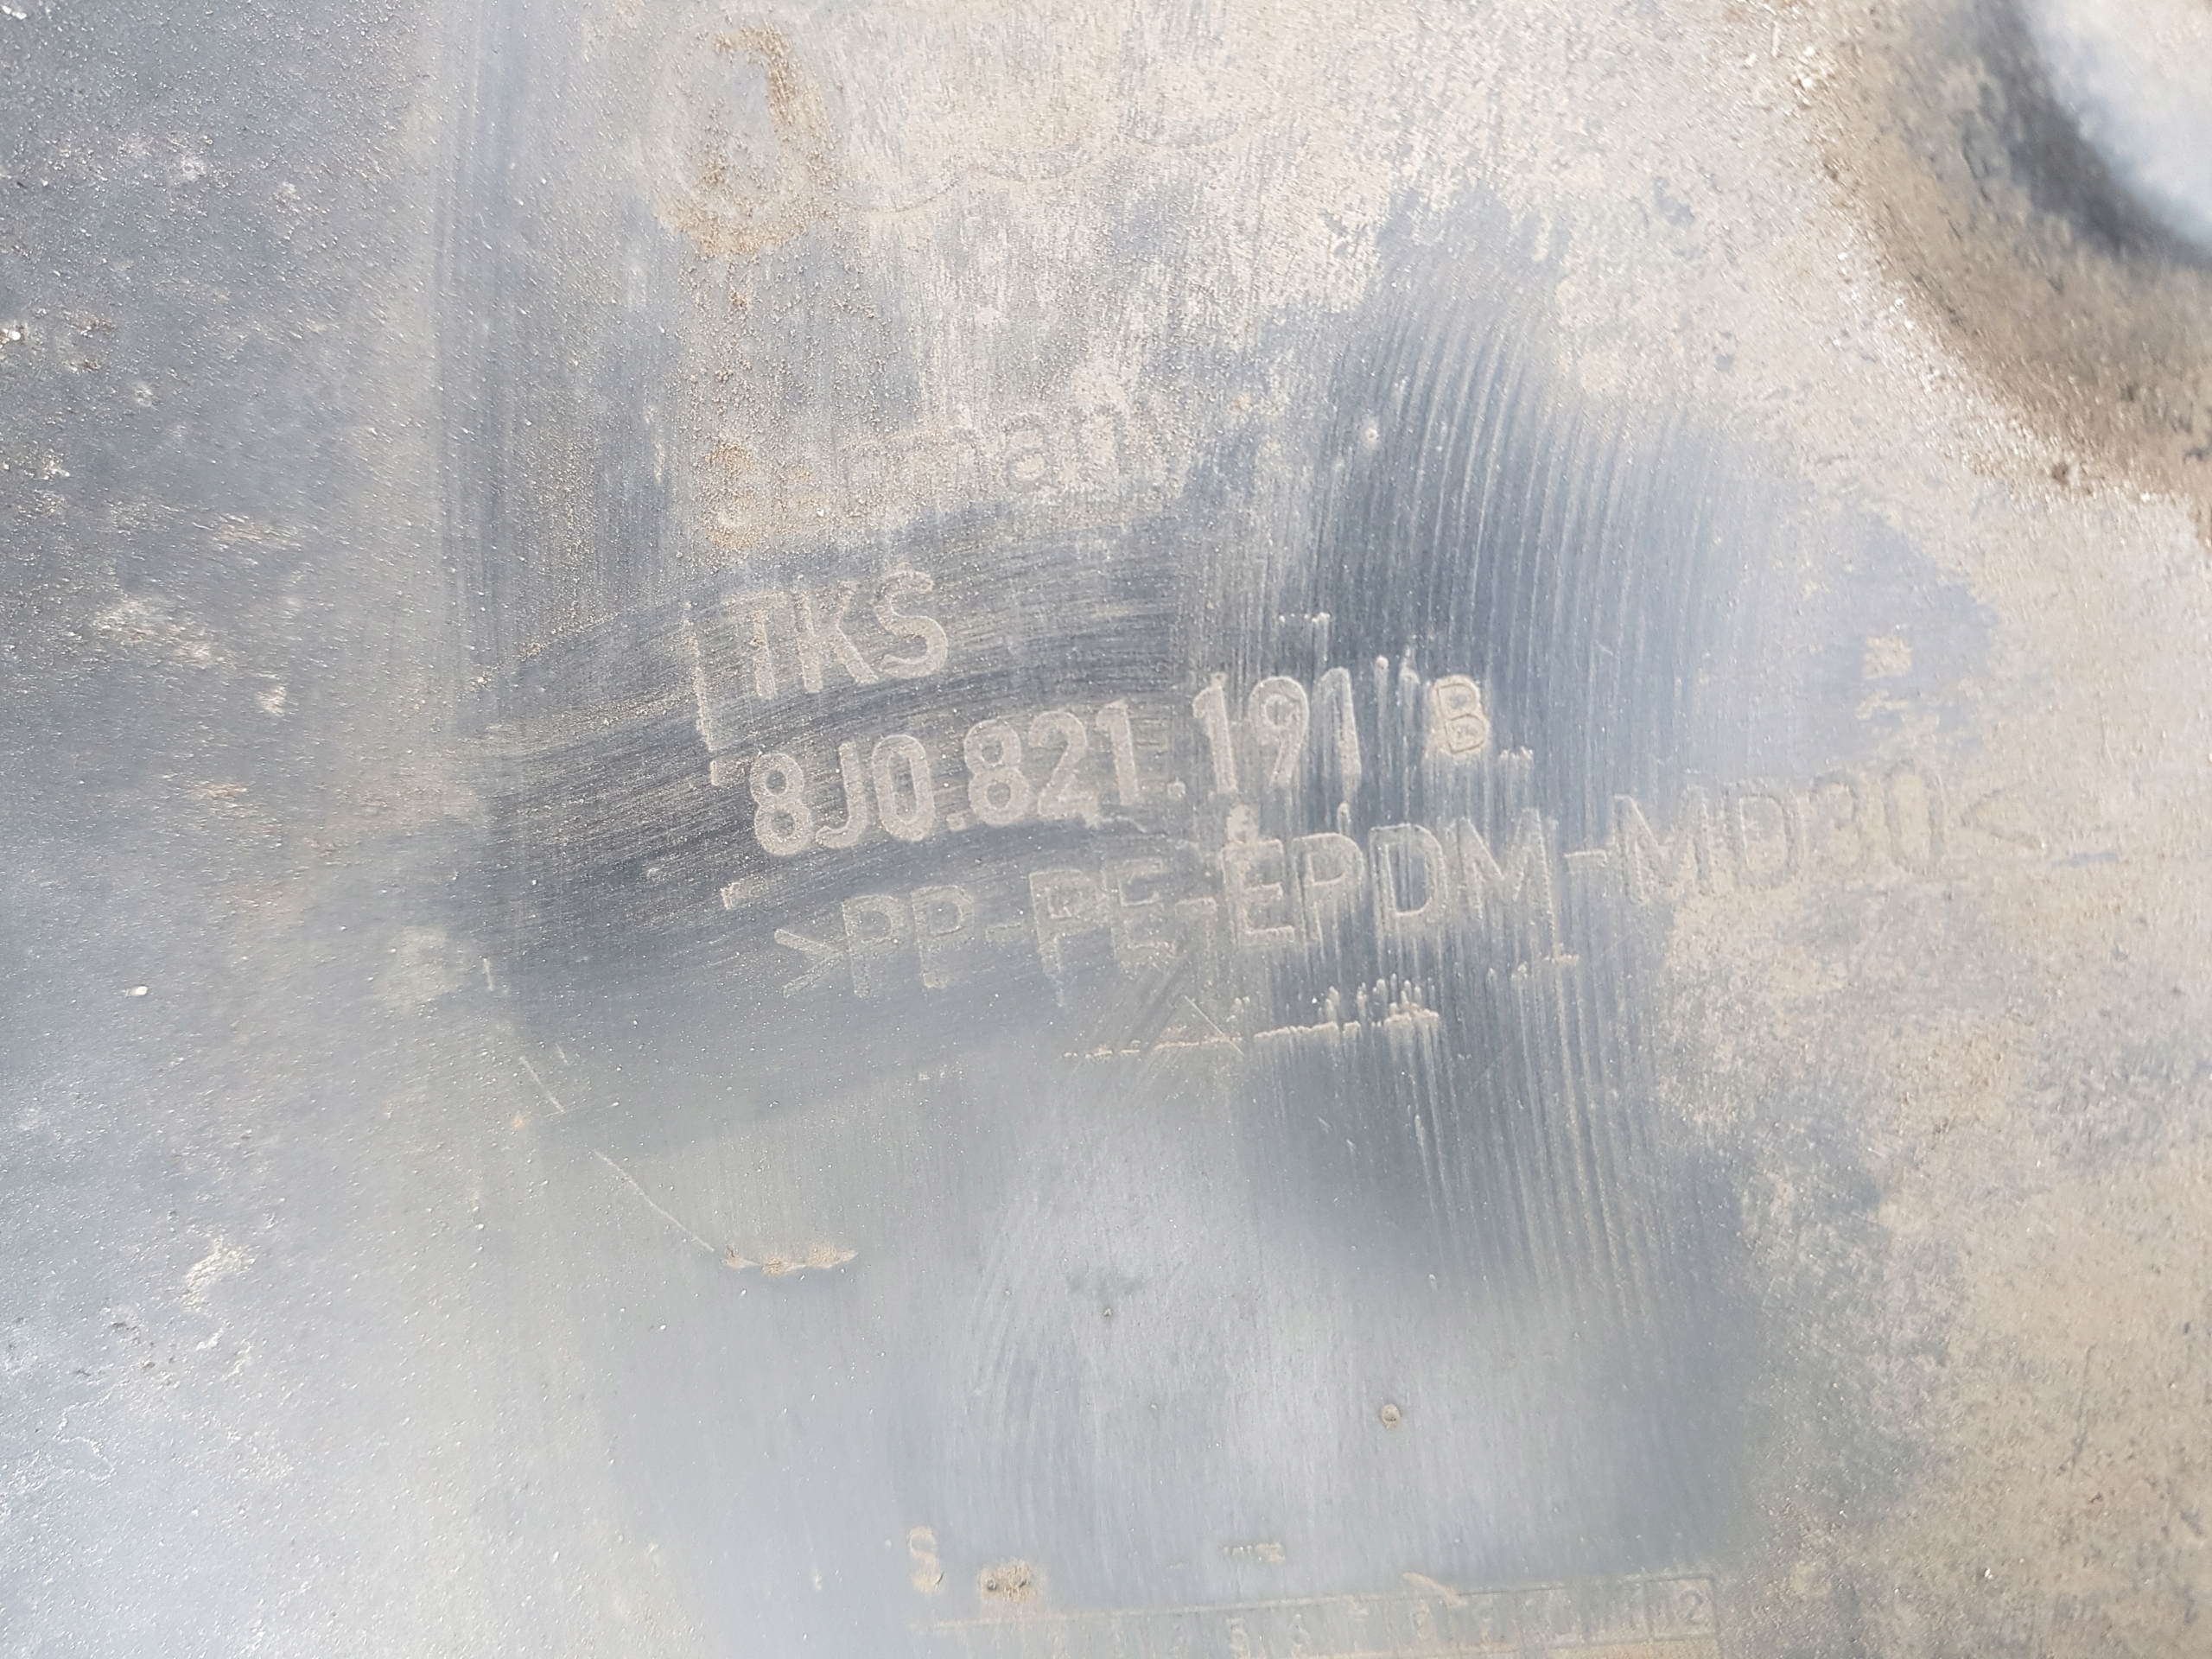 TKS
8J0.821.191 B
>PP-PE-EPDM-MD30<
S